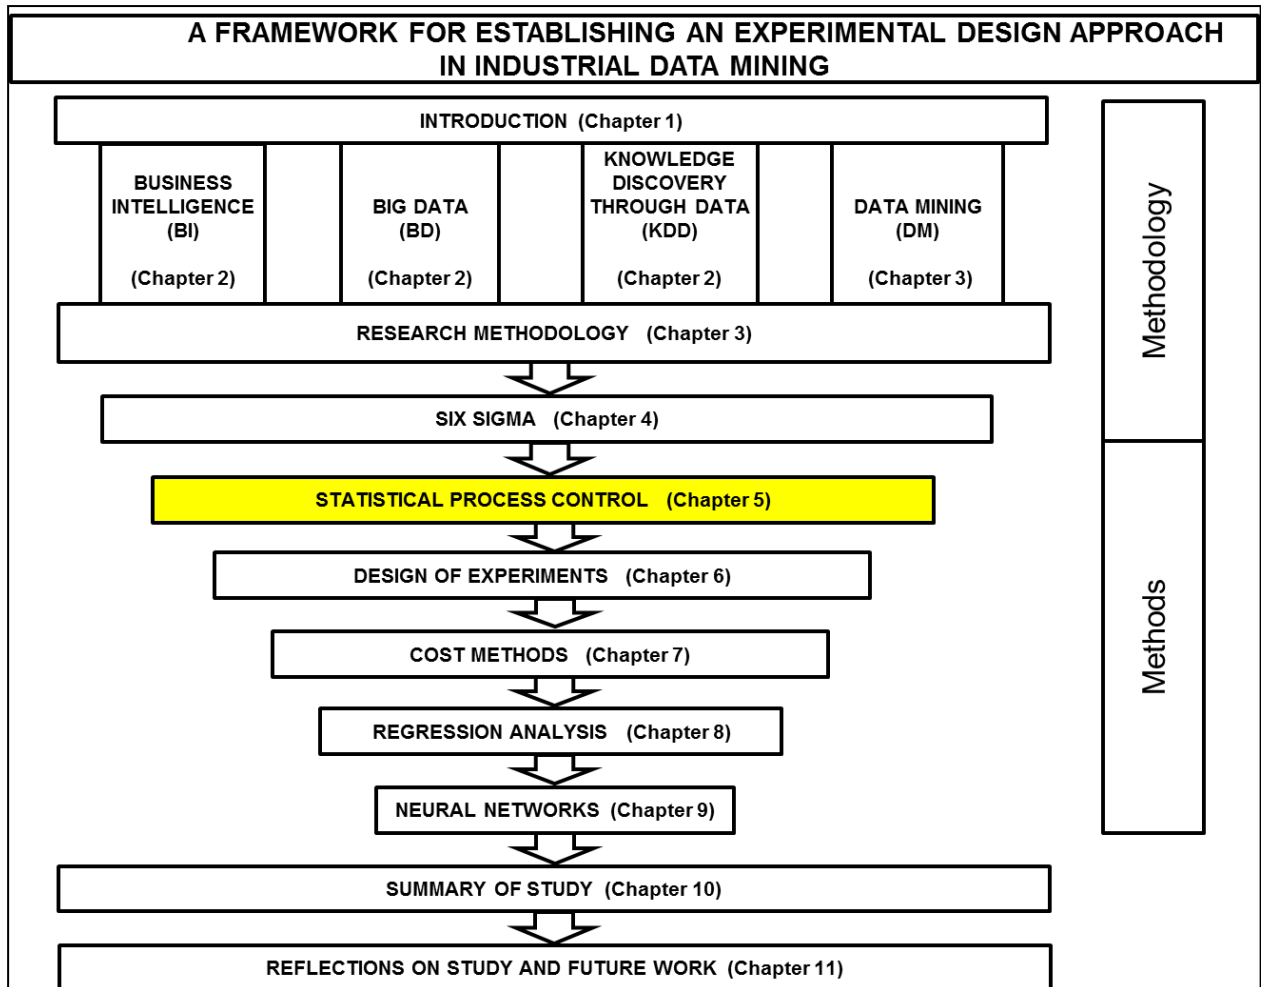 A FRAMEWORK FOR ESTABLISHING AN EXPERIMENTAL DESIGN APPROACH
IN INDUSTRIAL DATA MINING
INTRODUCTION (Chapter 1)
BUSINESS
INTELLIGENCE
(BI)
(Chapter 2)
BIG DATA
(BD)
(Chapter 2)
KNOWLEDGE
DISCOVERY
THROUGH DATA
(KDD)
(Chapter 2)
DATA MINING
(DM)
(Chapter 3)
RESEARCH METHODOLOGY (Chapter 3)
SIX SIGMA (Chapter 4)
STATISTICAL PROCESS CONTROL (Chapter 5)
DESIGN OF EXPERIMENTS (Chapter 6)
COST METHODS (Chapter 7)
REGRESSION ANALYSIS (Chapter 8)
NEURAL NETWORKS (Chapter 9)
SUMMARY OF STUDY (Chapter 10)
REFLECTIONS ON STUDY AND FUTURE WORK (Chapter 11)
Methodology
Methods